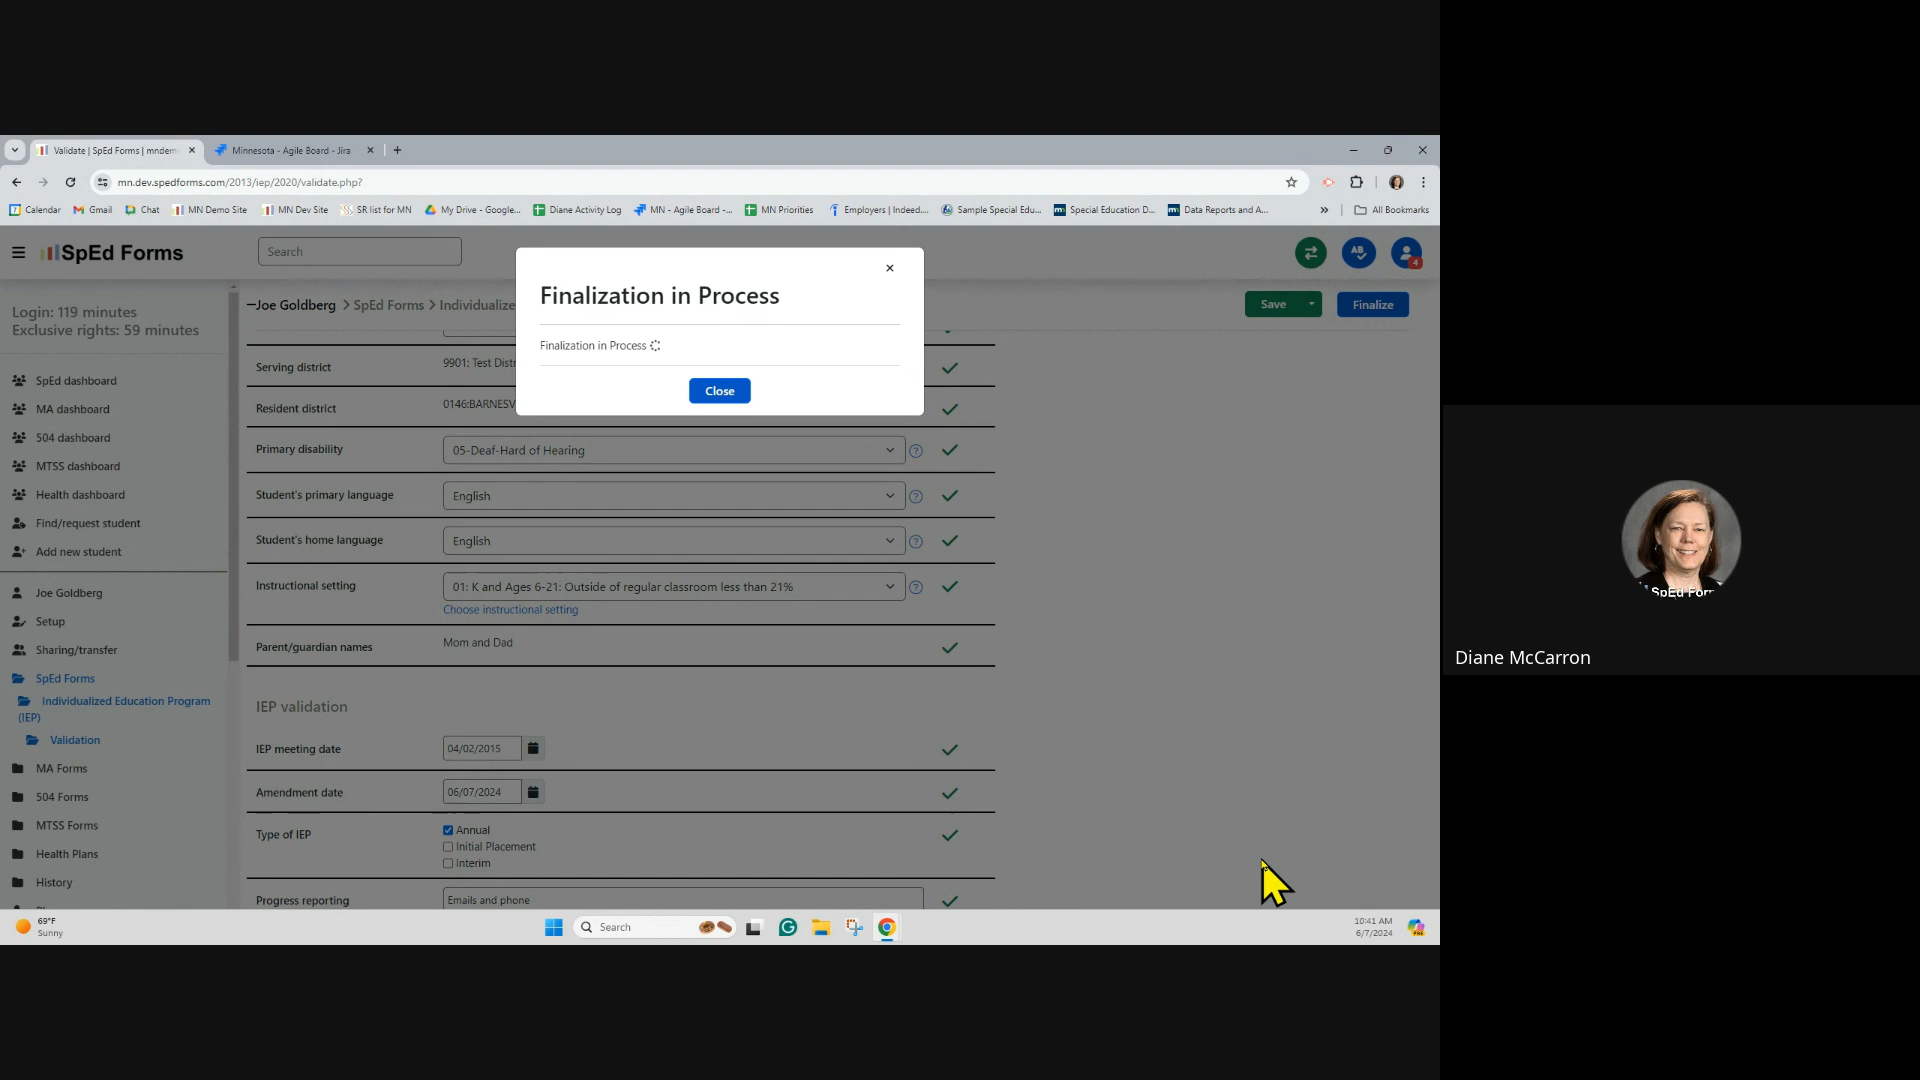 Validate | SpEd Forms | mndem
Minnesota - Agile Board - Jira
mn.dev.spedforms.com/2013/iep/2020/validate.php?
Calendar
Gmail
Chat
MN Demo Site
MN Dev Site
SR list for MN
My Drive - Google...
Diane Activity Log
MN - Agile Board -...
MN Priorities
Employers | Indeed....
Sample Special Edu...
Special Education D...
Data Reports and A...
All Bookmarks
SpEd Forms
Search
AB
4
Login: 119 minutes
Exclusive rights: 59 minutes
Joe Goldberg > SpEd Forms > Individualize
Save
Finalize
Finalization in Process
Finalization in Process
Close
SpEd dashboard
MA dashboard
504 dashboard
MTSS dashboard
Health dashboard
Find/request student
Add new student
Joe Goldberg
Setup
Sharing/transfer
SpEd Forms
Individualized Education Program
(IEP)
Validation
MA Forms
504 Forms
MTSS Forms
Health Plans
History
Serving district
9901: Test Distr
Resident district
0146:BARNESV
Primary disability
05-Deaf-Hard of Hearing
Student's primary language
English
Student's home language
English
Instructional setting
01: K and Ages 6-21: Outside of regular classroom less than 21%
Choose instructional setting
Parent/guardian names
Mom and Dad
IEP validation
IEP meeting date
04/02/2015
Amendment date
06/07/2024
Type of IEP
Annual
Initial Placement
Interim
Progress reporting
Emails and phone
69°F
Sunny
Search
10:41 AM
6/7/2024
SpEd For
Diane McCarron